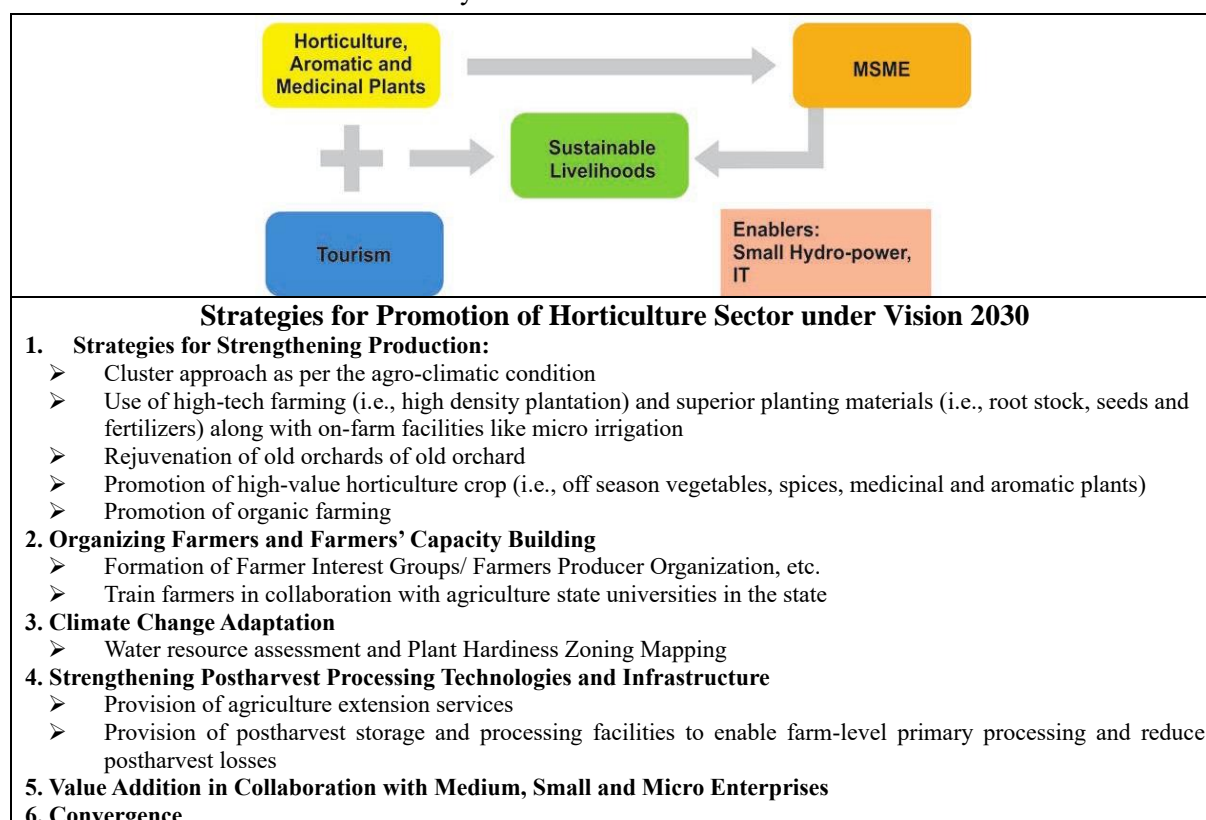 Horticulture,
Aromatic and
Medicinal Plants
MSME
Sustainable
Livelihoods
Tourism
Enablers:
Small Hydro-power,
IT
Strategies for Promotion of Horticulture Sector under Vision 2030
1. Strategies for Strengthening Production:
➢ Cluster approach as per the agro-climatic condition
➢ Use of high-tech farming (i.e., high density plantation) and superior planting materials (i.e., root stock, seeds and
fertilizers) along with on-farm facilities like micro irrigation
➢ Rejuvenation of old orchards of old orchard
➢ Promotion of high-value horticulture crop (i.e., off season vegetables, spices, medicinal and aromatic plants)
➢ Promotion of organic farming
2. Organizing Farmers and Farmers’ Capacity Building
➢ Formation of Farmer Interest Groups/ Farmers Producer Organization, etc.
➢ Train farmers in collaboration with agriculture state universities in the state
3. Climate Change Adaptation
➢ Water resource assessment and Plant Hardiness Zoning Mapping
4. Strengthening Postharvest Processing Technologies and Infrastructure
➢ Provision of agriculture extension services
➢ Provision of postharvest storage and processing facilities to enable farm-level primary processing and reduce
postharvest losses
5. Value Addition in Collaboration with Medium, Small and Micro Enterprises
6. Convergence